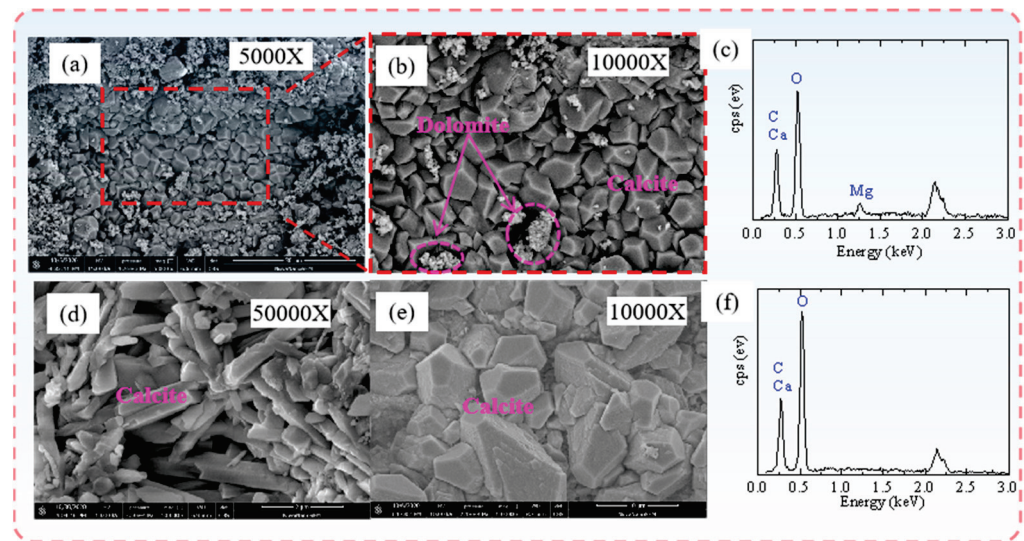 (a)
5000X
(b)
10000X
Dolomite
Calcite
(c)
cps (ev)
C
Ca
O
Mg
0.0 0.5 1.0 1.5 2.0 2.5 3.0
Energy (keV)
(d)
50000X
Calcite
(e)
10000X
Calcite
(f)
cps (ev)
C
Ca
O
0.0 0.5 1.0 1.5 2.0 2.5 3.0
Energy (keV)